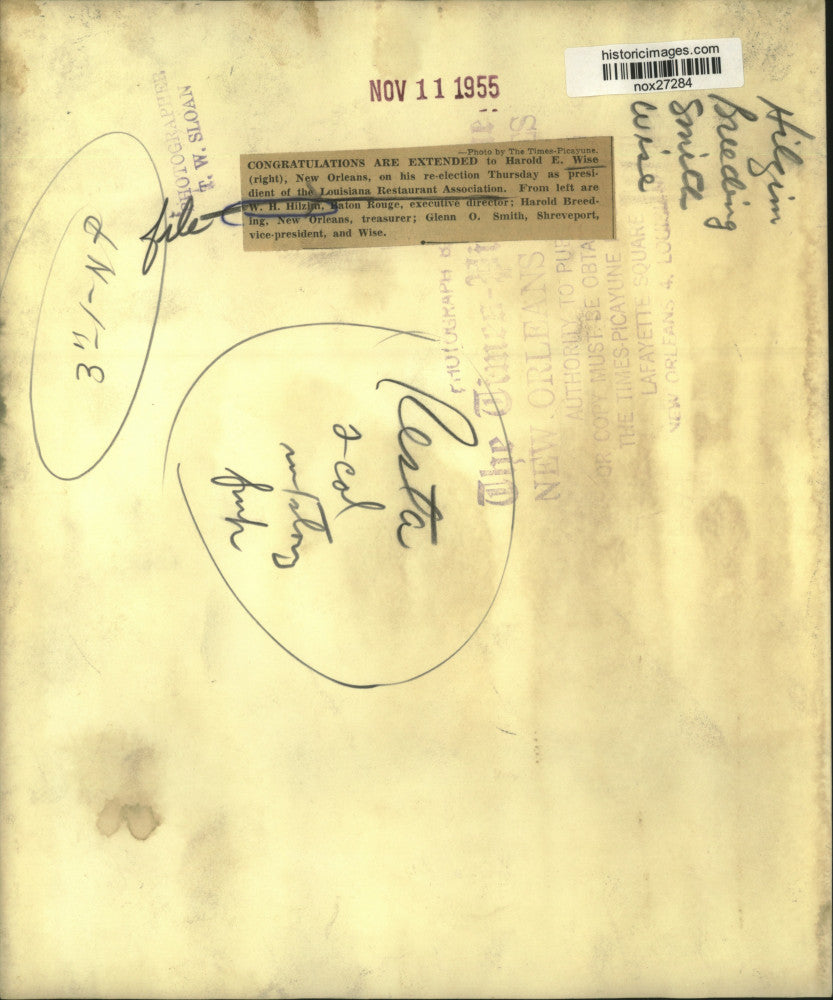 historicimages.com
nox27284
NOV 11 1955
PHOTOGRAPHER
T. W. SLOAN
—Photo by The Times-Picayune.
CONGRATULATIONS ARE EXTENDED to Harold E. Wise
(right), New Orleans, on his re-election Thursday as presi-
dent of the Louisiana Restaurant Association. From left are
W. H. Hilzim, Baton Rouge, executive director; Harold Breed-
ing, New Orleans, treasurer; Glenn O. Smith, Shreveport,
vice-president, and Wise.
file
Hilzim
Breeding
Smith
Wise
PHOTOGRAPH
The Times-Picayune
NEW ORLEANS
AUTHORITY TO
OR COPY MUST BE OBTA
THE TIMES-PICAYUNE
LAFAYETTE SQUARE
NEW ORLEANS
Resta
2 col